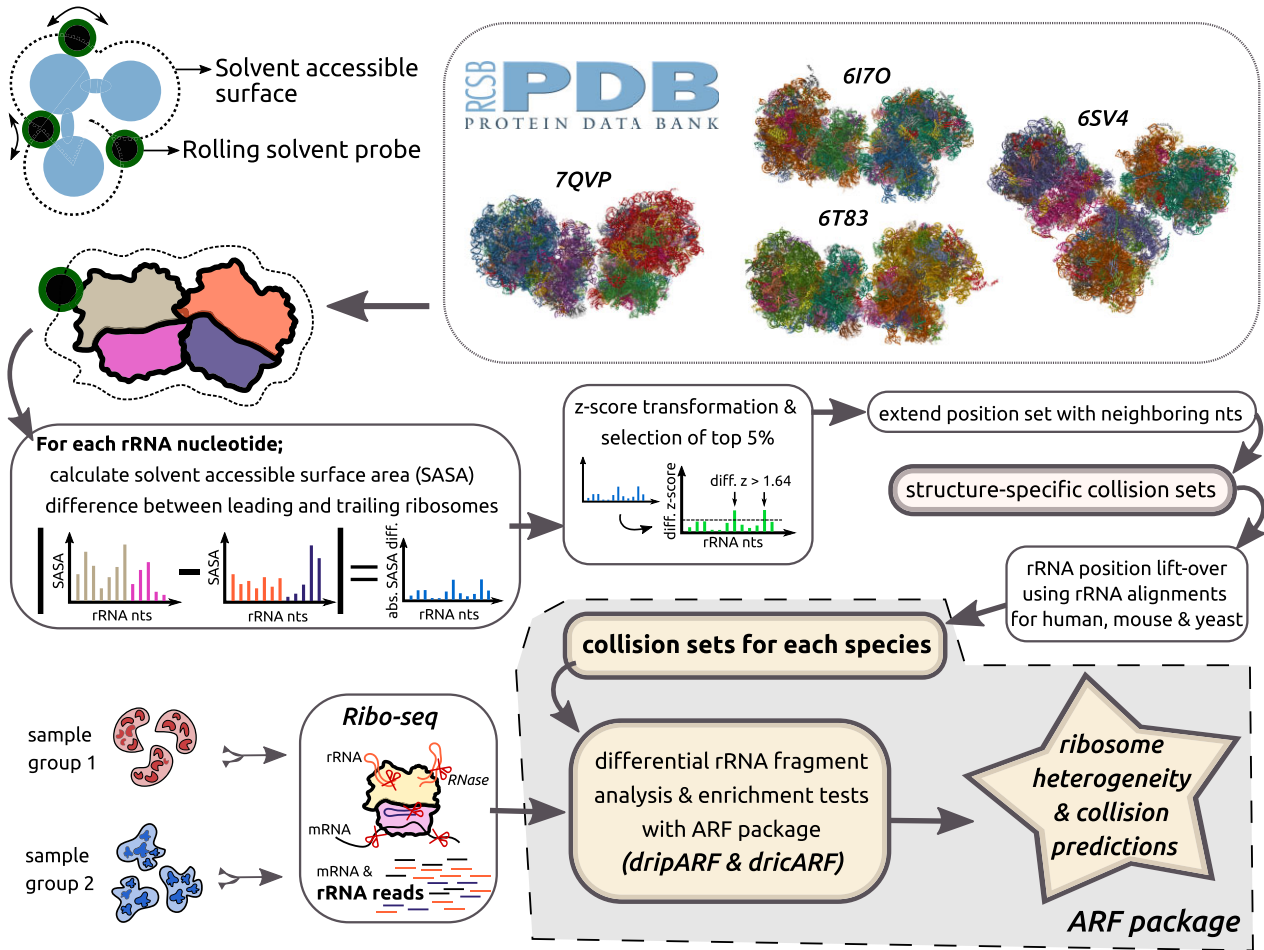 Solvent accessible
surface
Rolling solvent probe
RCSB
PDB
PROTEIN DATA BANK
7QVP
6I7O
6T83
6SV4
For each rRNA nucleotide;
calculate solvent accessible surface area (SASA)
difference between leading and trailing ribosomes
SASA
rRNA nts
SASA
rRNA nts
abs. SASA diff.
rRNA nts
z-score transformation &
selection of top 5%
diff. z-score
diff. z > 1.64
rRNA nts
extend position set with neighboring nts
structure-specific collision sets
rRNA position lift-over
using rRNA alignments
for human, mouse & yeast
collision sets for each species
sample
group 1
sample
group 2
Ribo-seq
rRNA
RNase
mRNA
mRNA &
rRNA reads
differential rRNA fragment
analysis & enrichment tests
with ARF package
(dripARF & dricARF)
ribosome
heterogeneity
& collision
predictions
ARF package